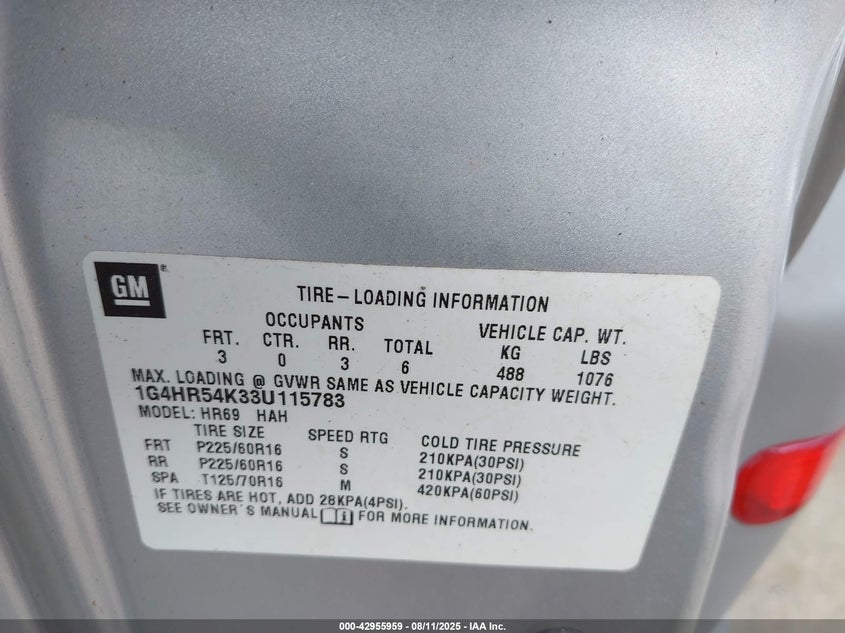 GM
TIRE-LOADING INFORMATION
OCCUPANTS VEHICLE CAP. WT.
FRT. CTR. RR. TOTAL KG LBS
3 0 3 6 488 1076
MAX. LOADING @ GVWR SAME AS VEHICLE CAPACITY WEIGHT.
1G4HR54K33U115783
MODEL: HR69 HAH
TIRE SIZE SPEED RTG COLD TIRE PRESSURE
FRT P225/60R16 S 210KPA(30PSI)
RR P225/60R16 S 210KPA(30PSI)
SPA T125/70R16 M 420KPA(60PSI)
IF TIRES ARE HOT, ADD 28KPA(4PSI).
SEE OWNER'S MANUAL FOR MORE INFORMATION.
000-42955959 - 08/11/2025 - IAA Inc.